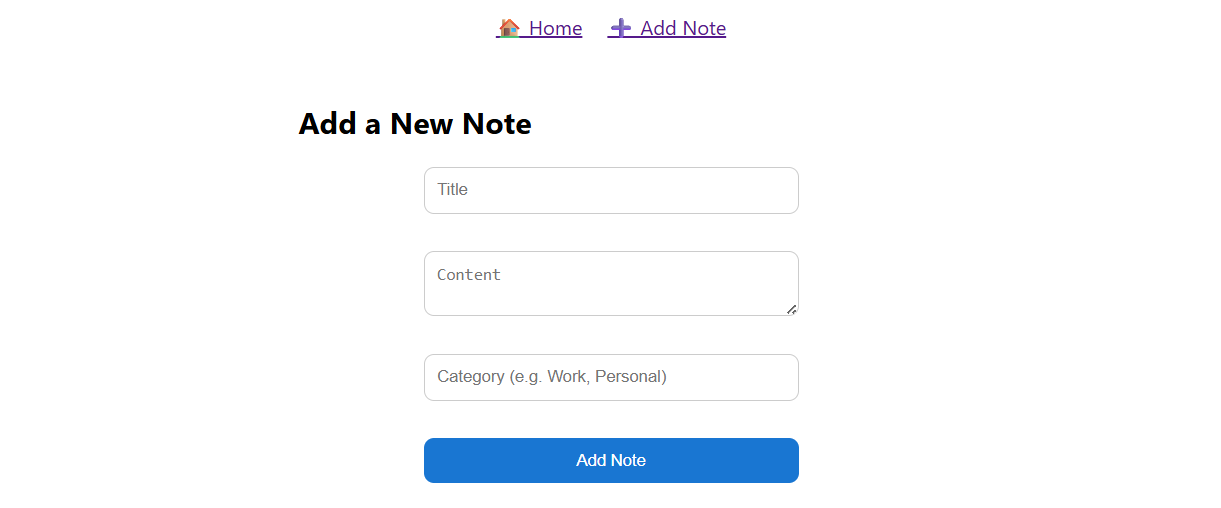 🏠 Home ➕ Add Note
Add a New Note
Title
Content
Category (e.g. Work, Personal)
Add Note